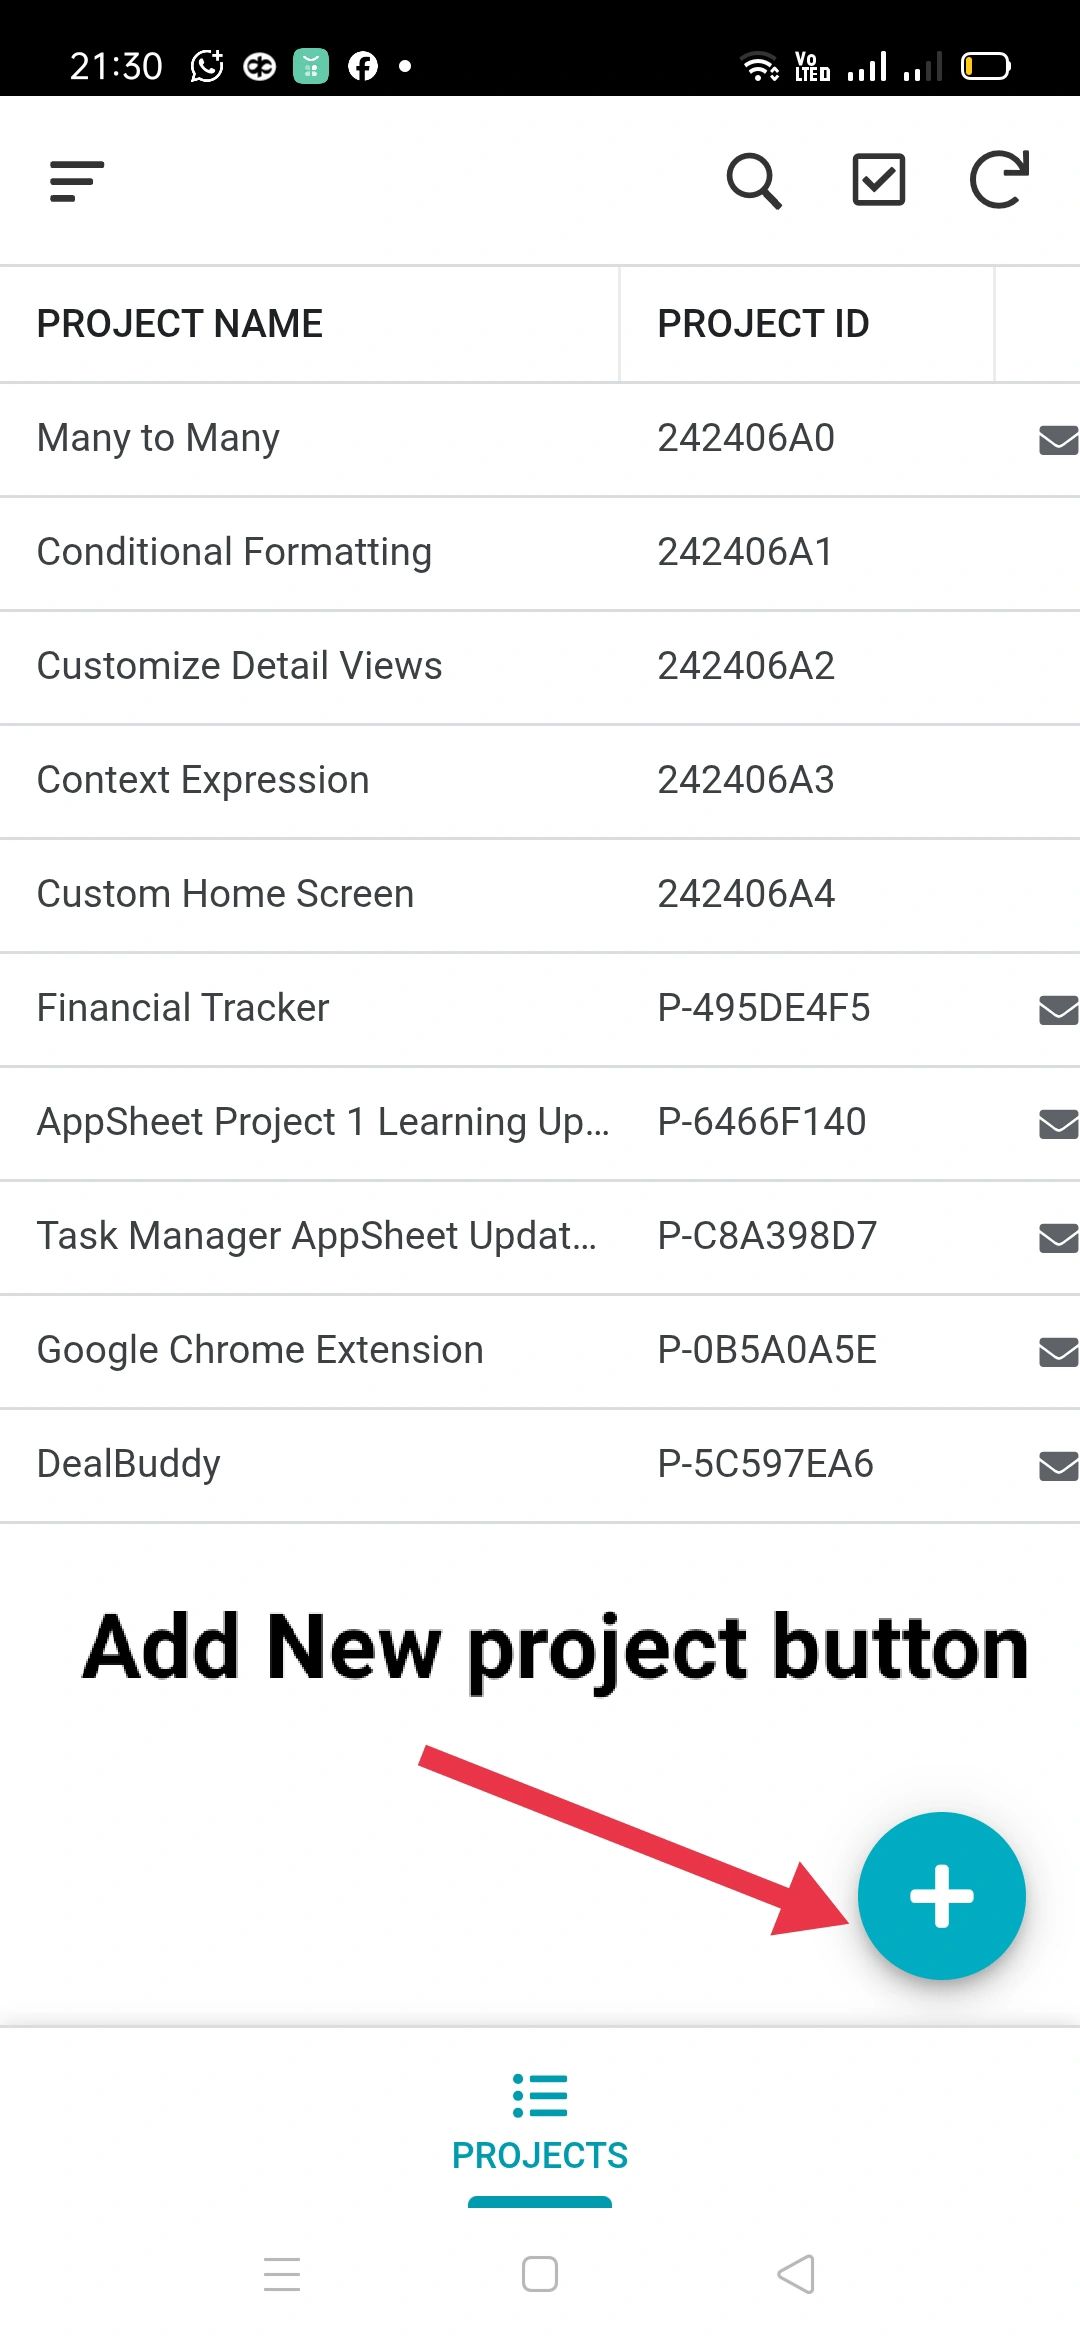 21:30 Vo LTE
PROJECT NAME PROJECT ID
Many to Many 242406A0
Conditional Formatting 242406A1
Customize Detail Views 242406A2
Context Expression 242406A3
Custom Home Screen 242406A4
Financial Tracker P-495DE4F5
AppSheet Project 1 Learning Up... P-6466F140
Task Manager AppSheet Updat... P-C8A398D7
Google Chrome Extension P-0B5A0A5E
DealBuddy P-5C597EA6
Add New project button
PROJECTS